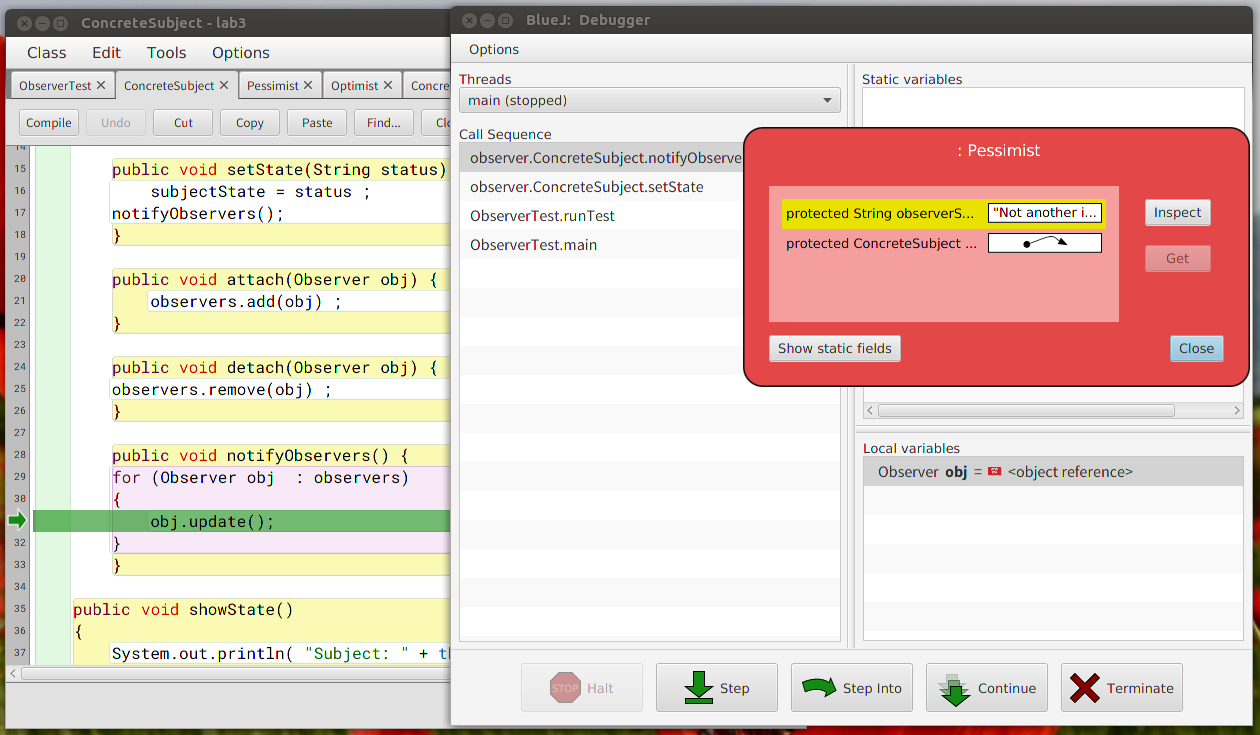 ConcreteSubject - lab3
Class Edit Tools Options
ObserverTest ConcreteSubject Pessimist Optimist Concre
Compile Undo Cut Copy Paste Find... Clo
14
15 public void setState(String status)
16 subjectState = status ;
17 notifyObservers();
18 }
19
20 public void attach(Observer obj) {
21 observers.add(obj) ;
22 }
23
24 public void detach(Observer obj) {
25 observers.remove(obj) ;
26 }
27
28 public void notifyObservers() {
29 for (Observer obj : observers)
30 {
obj.update();
32 }
33 }
34
35 public void showState()
36 {
37 System.out.println( "Subject: " + th
BlueJ: Debugger
Options
Threads
main (stopped)
Call Sequence
observer.ConcreteSubject.notifyObserve
observer.ConcreteSubject.setState
ObserverTest.runTest
ObserverTest.main
Static variables
: Pessimist
protected String observerS... "Not another i...
protected ConcreteSubject ...
Inspect
Get
Show static fields
Close
Local variables
Observer obj = <object reference>
STOP Halt
Step
Step Into
Continue
Terminate